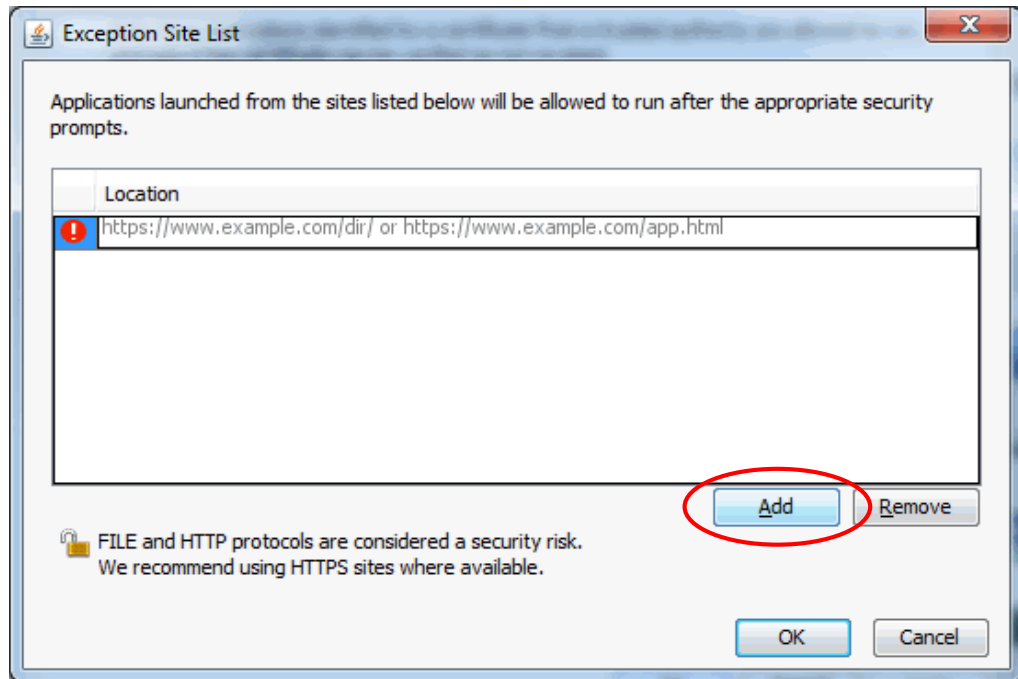 Exception Site List
Applications launched from the sites listed below will be allowed to run after the appropriate security
prompts.
Location
https://www.example.com/dir/ or https://www.example.com/app.html
Add
Remove
FILE and HTTP protocols are considered a security risk.
We recommend using HTTPS sites where available.
OK
Cancel